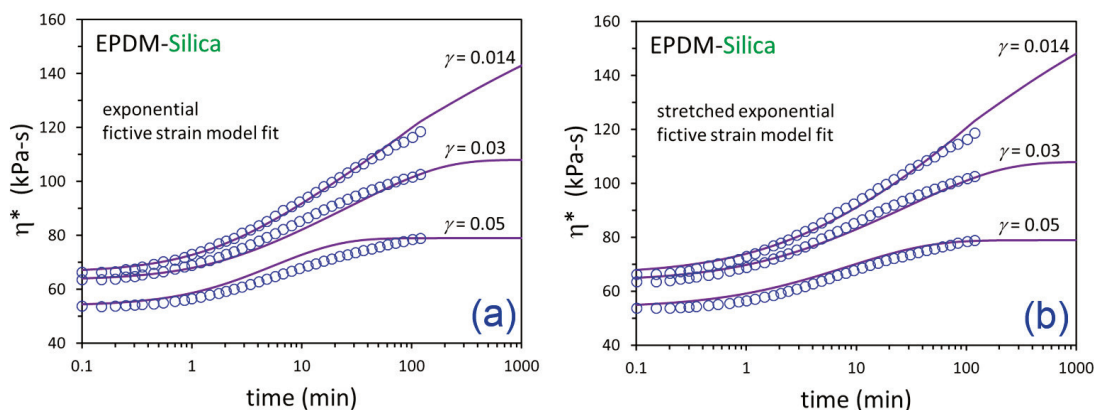 160
140
120
100
80
60
40
η* (kPa-s)
EPDM-Silica
exponential
fictive strain model fit
γ = 0.014
γ = 0.03
γ = 0.05
(a)
0.1 1 10 100 1000
time (min)
160
140
120
100
80
60
40
η* (kPa-s)
EPDM-Silica
stretched exponential
fictive strain model fit
γ = 0.014
γ = 0.03
γ = 0.05
(b)
0.1 1 10 100 1000
time (min)